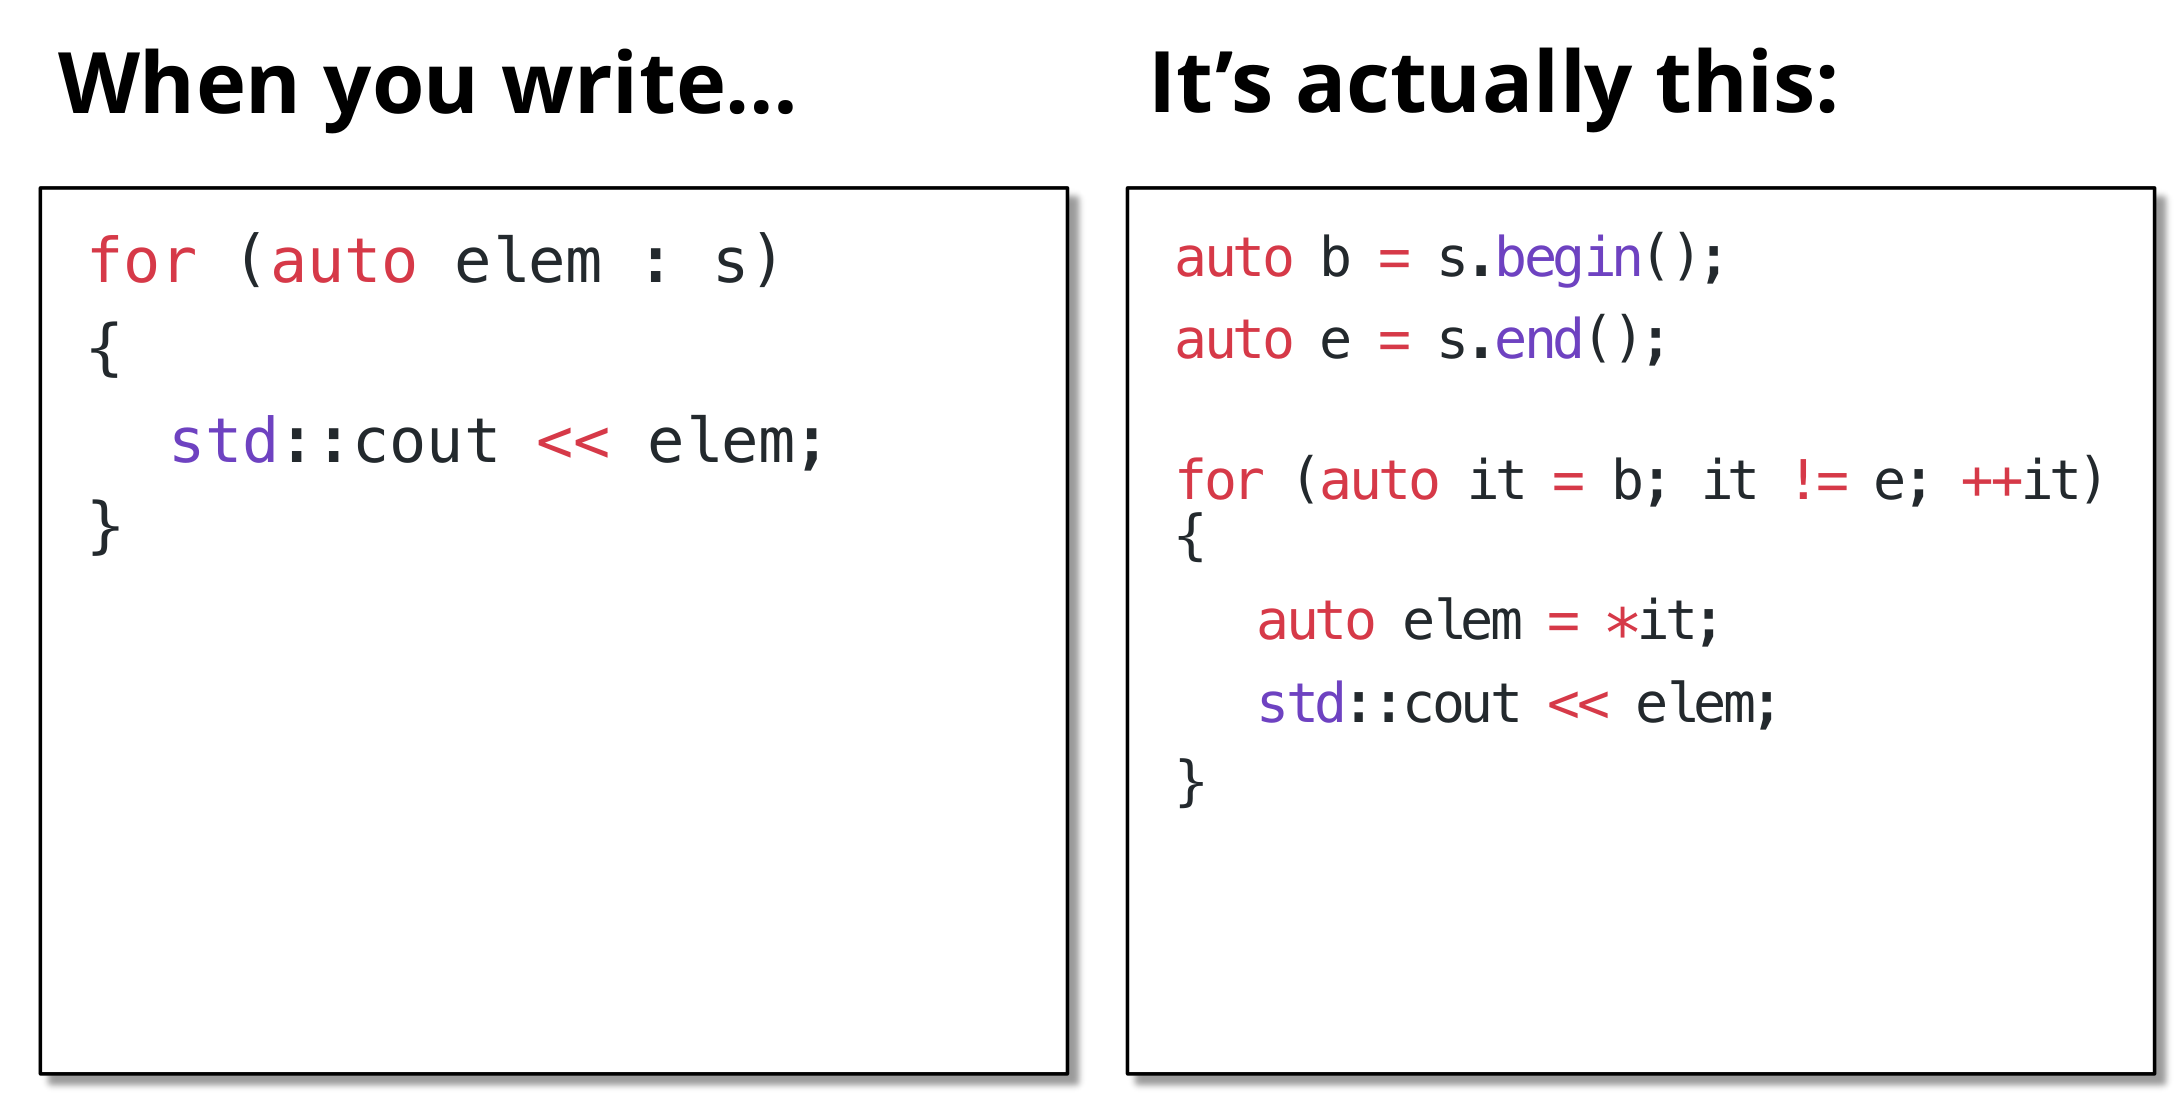 When you write...
for (auto elem : s)
{
  std::cout << elem;
}
It’s actually this:
auto b = s.begin();
auto e = s.end();
for (auto it = b; it != e; ++it)
{
  auto elem = *it;
  std::cout << elem;
}